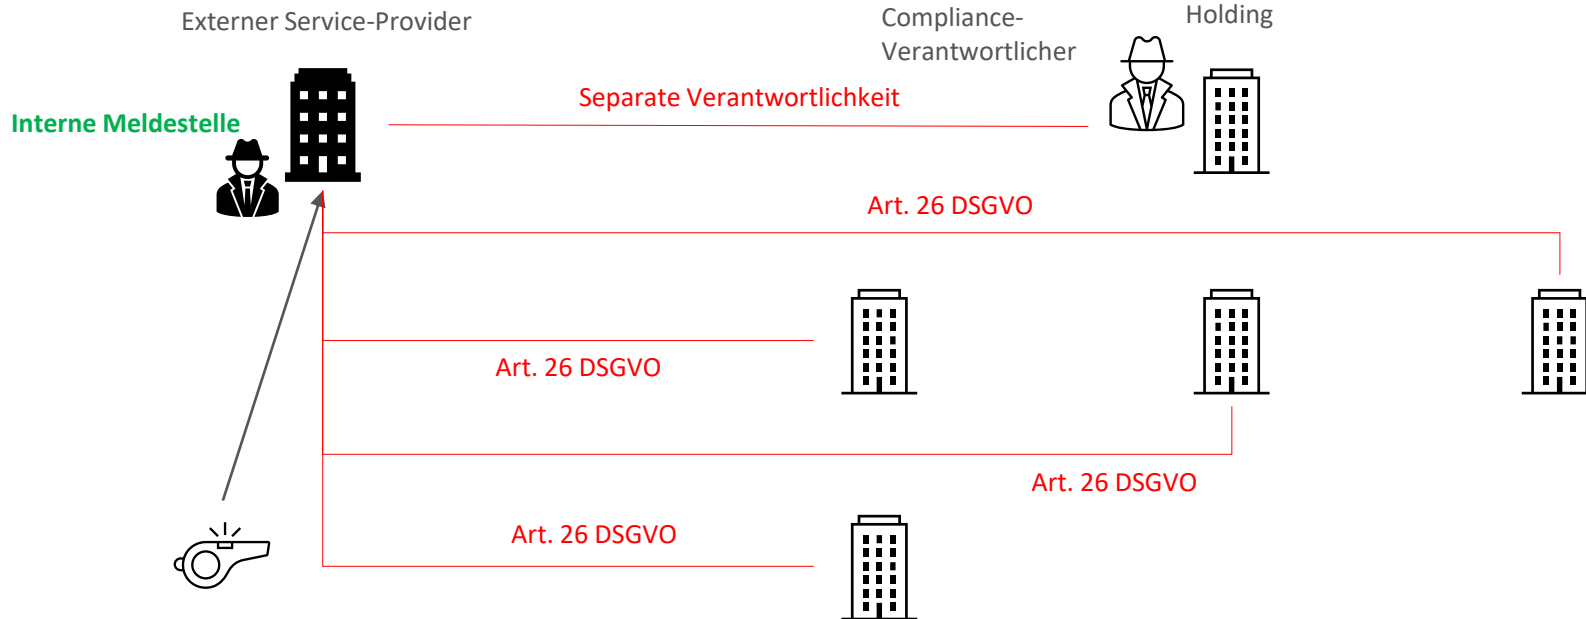 Externer Service-Provider
Compliance-
Verantwortlicher
Holding
Separate Verantwortlichkeit
Interne Meldestelle
Art. 26 DSGVO
Art. 26 DSGVO
Art. 26 DSGVO
Art. 26 DSGVO